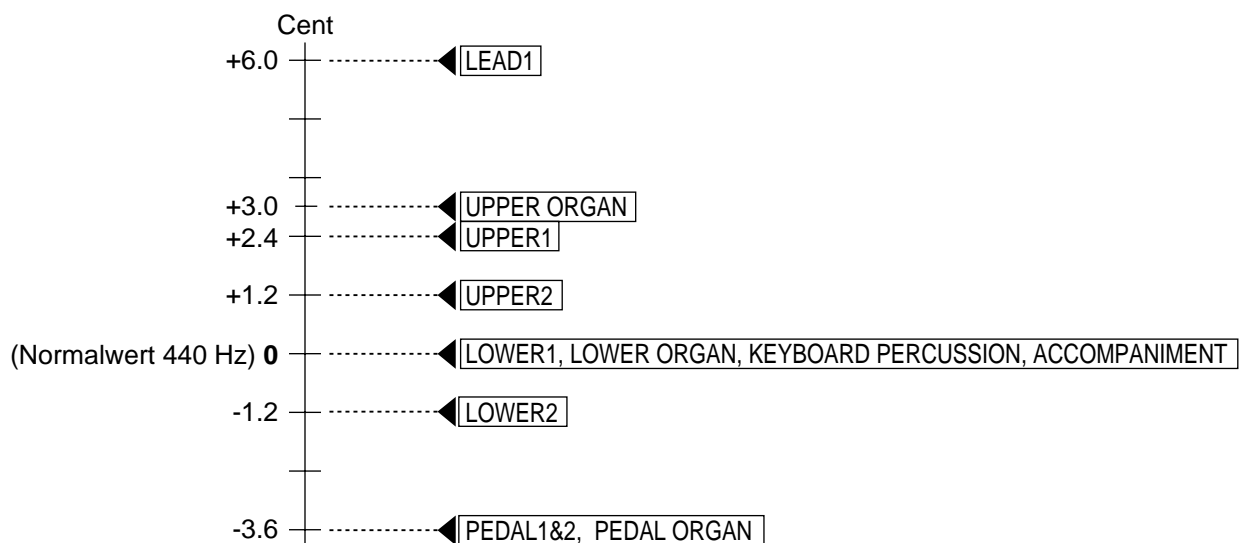 Cent
+6.0 LEAD1
+3.0 UPPER ORGAN
+2.4 UPPER1
+1.2 UPPER2
(Normalwert 440 Hz) 0 LOWER1, LOWER ORGAN, KEYBOARD PERCUSSION, ACCOMPANIMENT
-1.2 LOWER2
-3.6 PEDAL1&2, PEDAL ORGAN